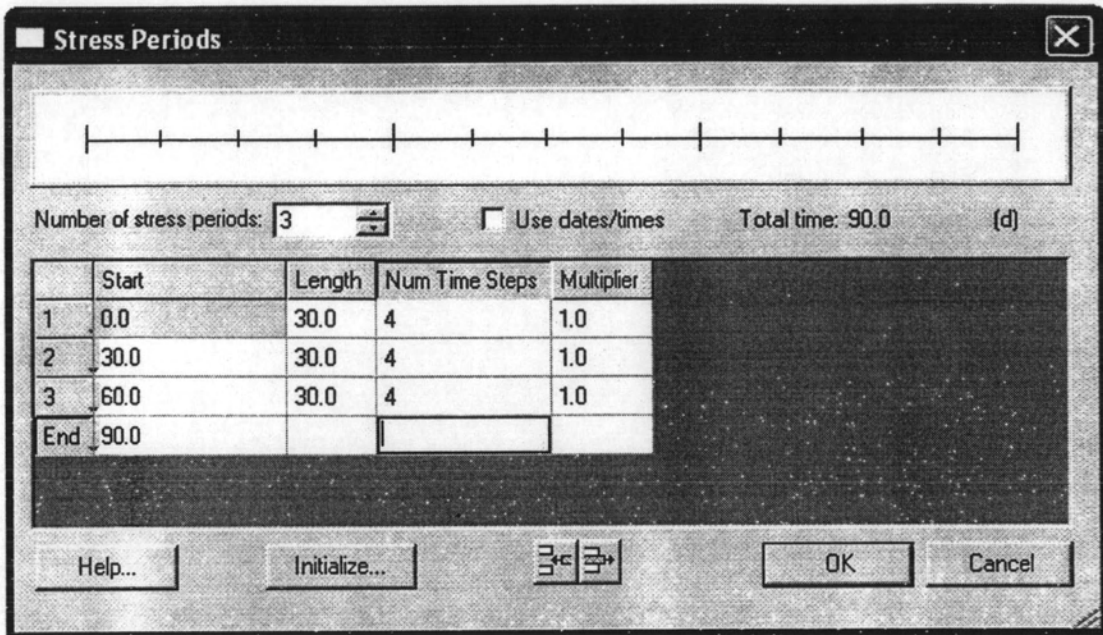 Stress Periods
Number of stress periods: 3 Use dates/times Total time: 90.0 (d)
Start Length Num Time Steps Multiplier
1 0.0 30.0 4 1.0
2 30.0 30.0 4 1.0
3 60.0 30.0 4 1.0
End 90.0
Help... Initialize... OK Cancel